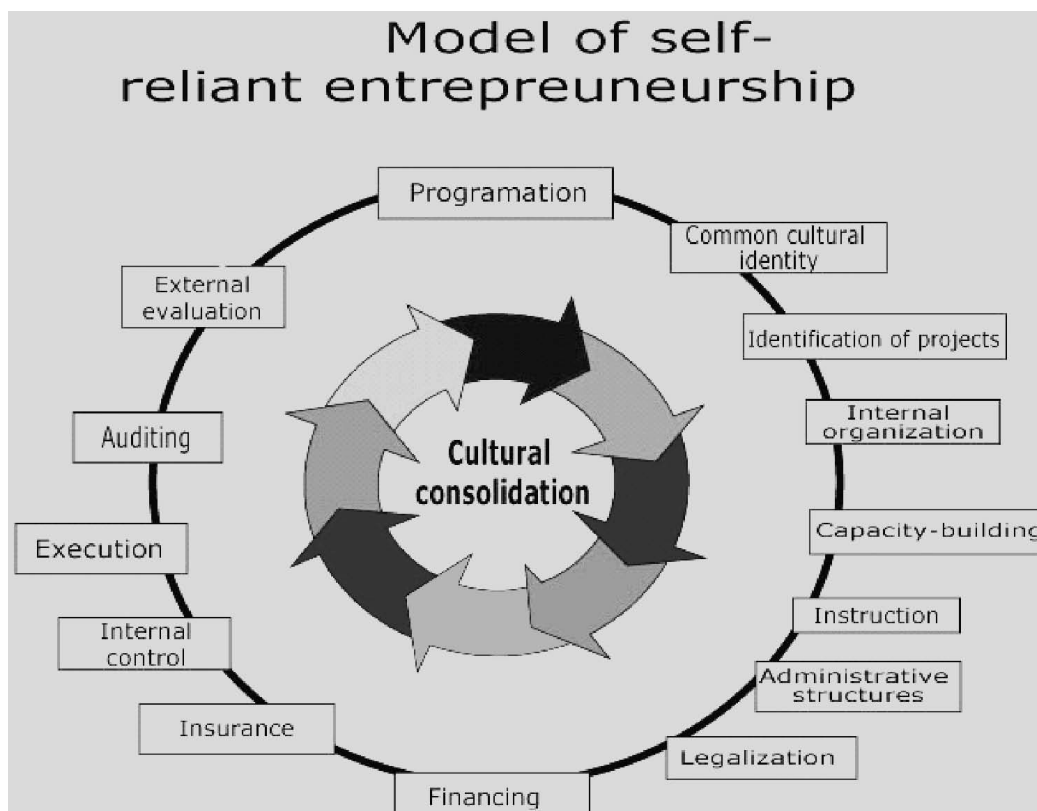 Model of self-
reliant entrepreuneurship
Programation
Common cultural
identity
Identification of projects
Internal
organization
Capacity-building
Instruction
Administrative
structures
Legalization
Financing
Insurance
Internal
control
Execution
Auditing
External
evaluation
Cultural
consolidation